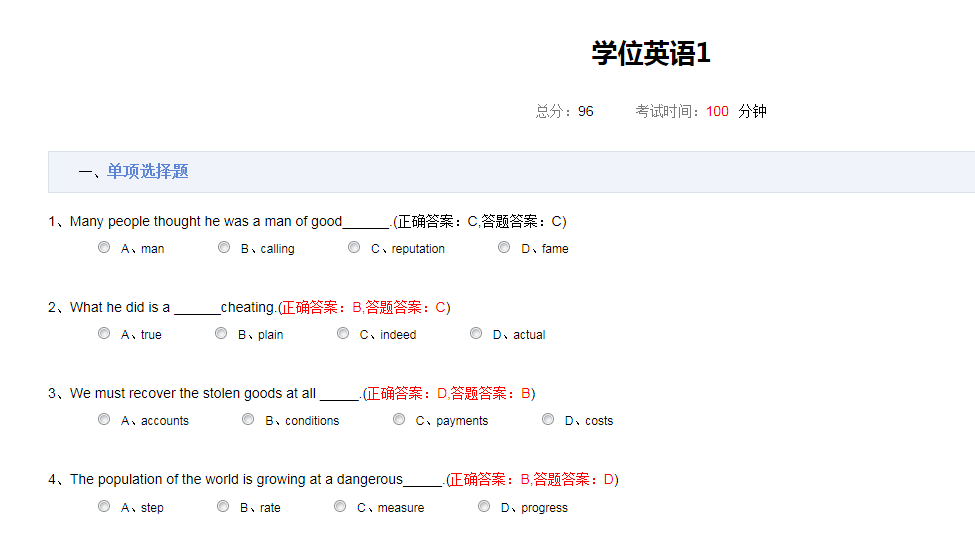 学位英语1
总分：96 考试时间：100 分钟
一、单项选择题
1、Many people thought he was a man of good______.(正确答案：C,答题答案：C)
A、man B、calling C、reputation D、fame
2、What he did is a ______cheating.(正确答案：B,答题答案：C)
A、true B、plain C、indeed D、actual
3、We must recover the stolen goods at all _____.(正确答案：D,答题答案：B)
A、accounts B、conditions C、payments D、costs
4、The population of the world is growing at a dangerous_____.(正确答案：B,答题答案：D)
A、step B、rate C、measure D、progress